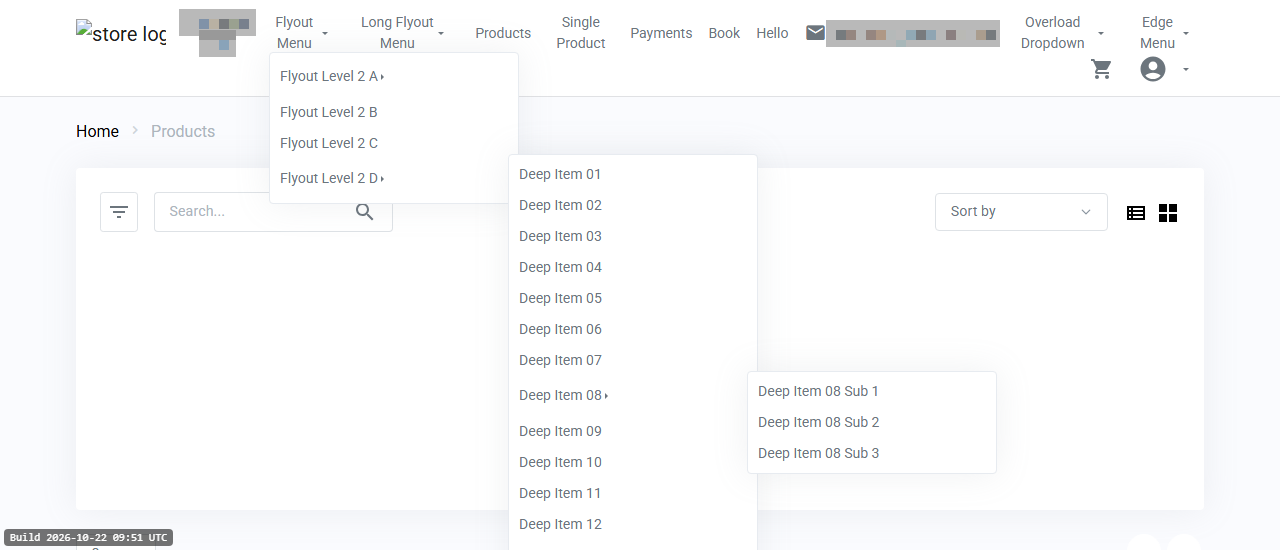 store log
Flyout
Menu
Long Flyout
Menu
Products
Single
Product
Payments
Book
Hello
Overload
Dropdown
Edge
Menu
Flyout Level 2 A
Flyout Level 2 B
Flyout Level 2 C
Flyout Level 2 D
Home
Products
Search...
Sort by
Deep Item 01
Deep Item 02
Deep Item 03
Deep Item 04
Deep Item 05
Deep Item 06
Deep Item 07
Deep Item 08
Deep Item 09
Deep Item 10
Deep Item 11
Deep Item 12
Deep Item 08 Sub 1
Deep Item 08 Sub 2
Deep Item 08 Sub 3
Build 2026-10-22 09:51 UTC